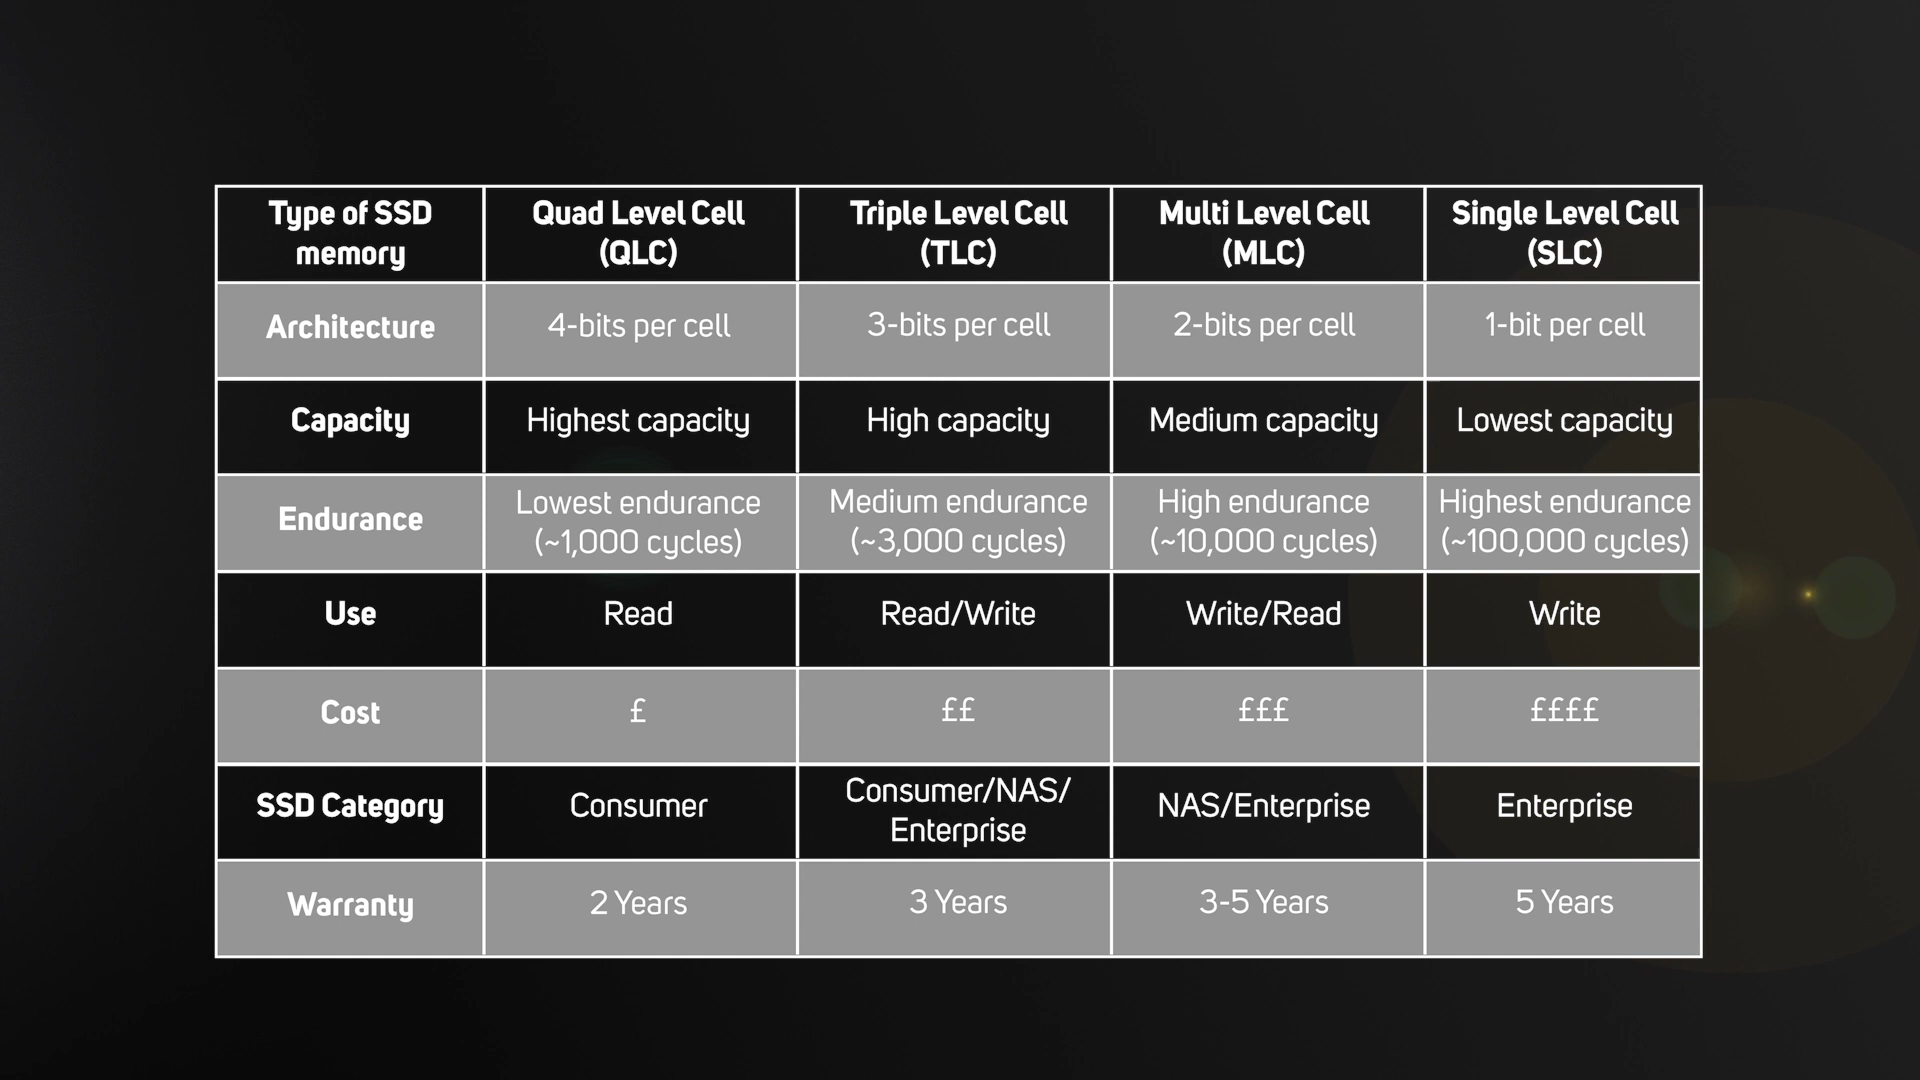 Type of SSD memory
Quad Level Cell (QLC)
Triple Level Cell (TLC)
Multi Level Cell (MLC)
Single Level Cell (SLC)
Architecture
4-bits per cell
3-bits per cell
2-bits per cell
1-bit per cell
Capacity
Highest capacity
High capacity
Medium capacity
Lowest capacity
Endurance
Lowest endurance (~1,000 cycles)
Medium endurance (~3,000 cycles)
High endurance (~10,000 cycles)
Highest endurance (~100,000 cycles)
Use
Read
Read/Write
Write/Read
Write
Cost
£
££
£££
££££
SSD Category
Consumer
Consumer/NAS/ Enterprise
NAS/Enterprise
Enterprise
Warranty
2 Years
3 Years
3-5 Years
5 Years